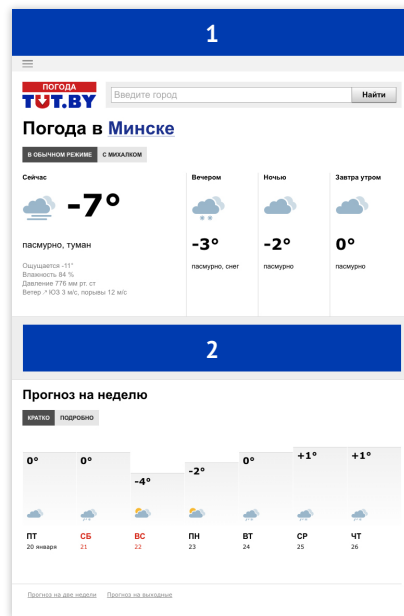 1
ПОГОДА
TUT.BY
Введите город
Найти
Погода в Минске
В ОБЫЧНОМ РЕЖИМЕ С МИХАЛКОМ
Сейчас Вечером Ночью Завтра утром
-7° -3° -2° 0°
пасмурно, туман пасмурно, снег пасмурно пасмурно
Ощущается -11°
Влажность 84 %
Давление 776 мм рт. ст
Ветер ЮЗ 3 м/с, порывы 12 м/с
2
Прогноз на неделю
КРАТКО ПОДРОБНО
0° 0° -4° -2° 0° +1° +1°
ПТ СБ ВС ПН ВТ СР ЧТ
20 января 21 22 23 24 25 26
Прогноз на две недели Прогноз на выходные